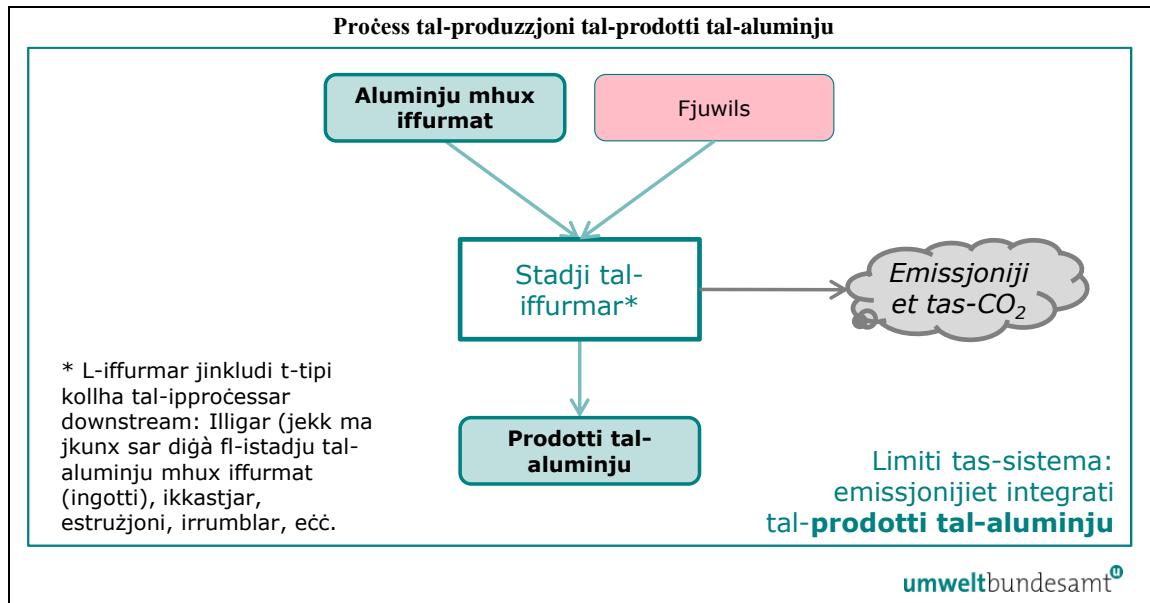 Proċess tal-produzzjoni tal-prodotti tal-aluminju
Aluminju mhux
iffurmat
Fjuwils
Stadji tal-
iffurmar*
Emissjoniji
et tas-CO₂
* L-iffurmar jinkludi t-tipi
kollha tal-ipproċessar
downstream: Illigar (jekk ma
jkunx sar diġà fl-istadju tal-
aluminju mhux iffurmat
(ingotti), ikkastjar,
estrużjoni, irrumblar, eċċ.
Prodotti tal-
aluminju
Limiti tas-sistema:
emissjonijiet integrati
tal-prodotti tal-aluminju
umweltbundesamt